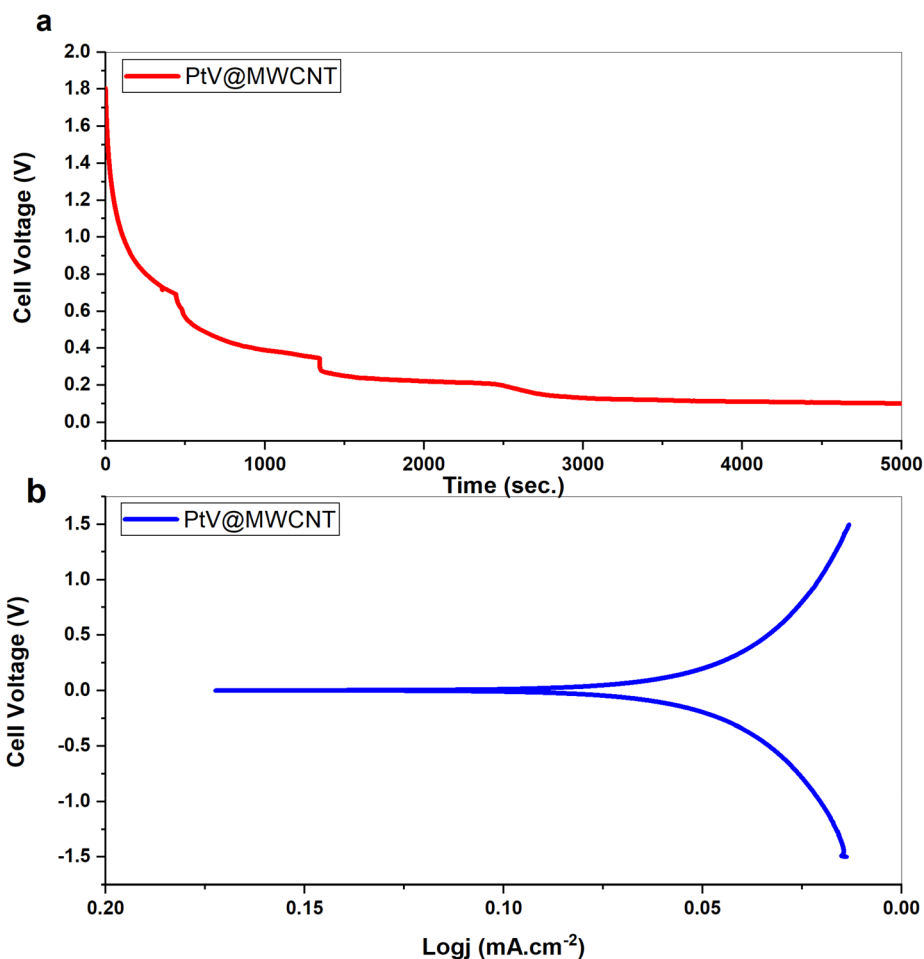 a
2.0
1.8
1.6
1.4
1.2
1.0
0.8
0.6
0.4
0.2
0.0
Cell Voltage (V)
PtV@MWCNT
0 1000 2000 3000 4000 5000
Time (sec.)
b
1.5
1.0
0.5
0.0
-0.5
-1.0
-1.5
Cell Voltage (V)
PtV@MWCNT
0.20 0.15 0.10 0.05 0.00
Logj (mA.cm⁻²)